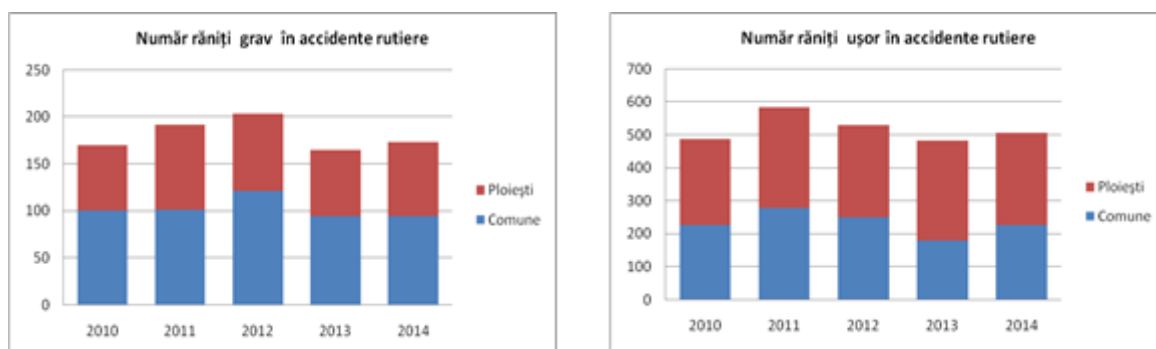 Număr răniți grav în accidente rutiere
250
200
150
100
50
0
2010 2011 2012 2013 2014
Ploiești
Comune
Număr răniți ușor în accidente rutiere
700
600
500
400
300
200
100
0
2010 2011 2012 2013 2014
Ploiești
Comune